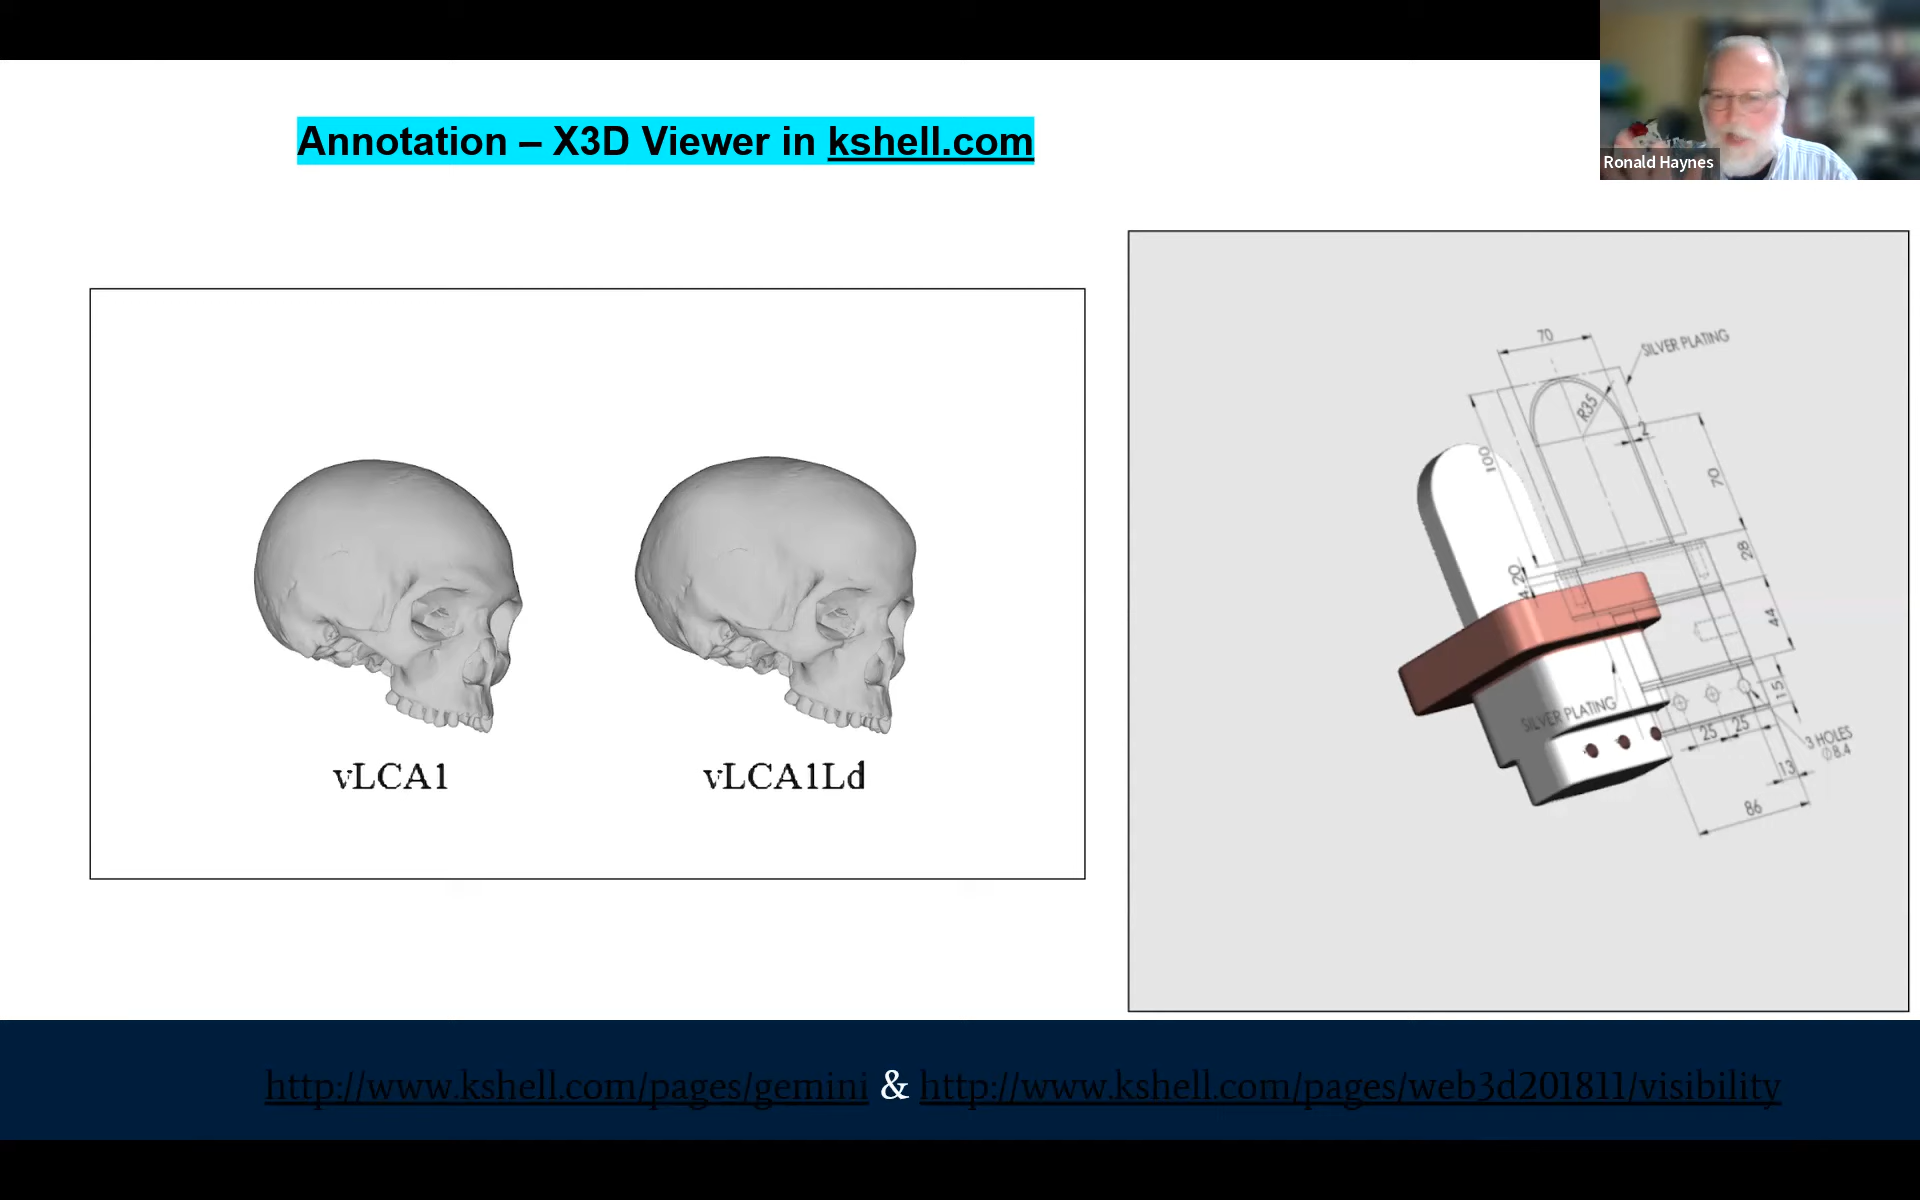 Annotation – X3D Viewer in kshell.com
Ronald Haynes
vLCA1
vLCA1Ld
70
SILVER PLATING
R35
2
100
70
28
20
4
44
15
SILVER PLATING
25
25
3 HOLES
∅8.4
13
86
http://www.kshell.com/pages/gemini & http://www.kshell.com/pages/web3d201811/visibility